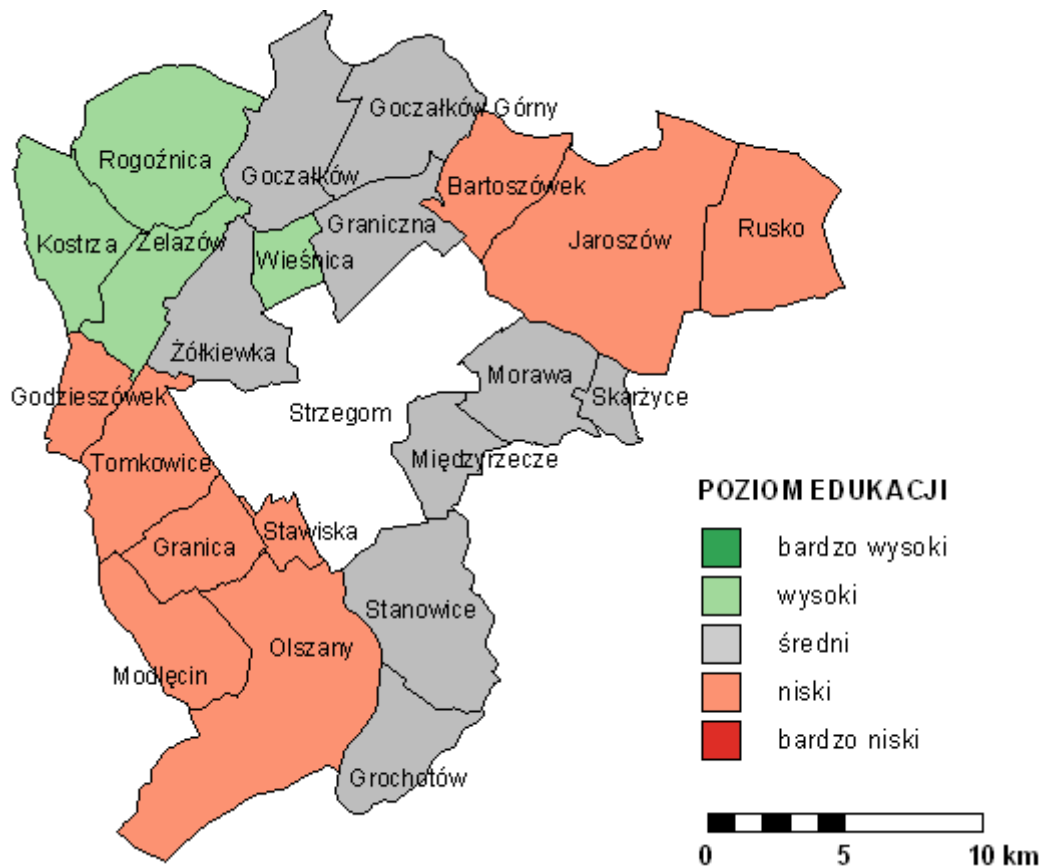 Goczałków Górny
Rogoźnica
Goczałków
Bartoszówek
Graniczna
Rusko
Jaroszów
Kostrza
Żelazów
Wieśnica
Żółkiewka
Morawa
Skarżyce
Godzieszówek
Strzegom
Międzyrzecze
Tomkowice
Stawiska
Granica
Stanowice
Olszany
Modlęcin
Grochotów
POZIOM EDUKACJI
bardzo wysoki
wysoki
średni
niski
bardzo niski
0 5 10 km